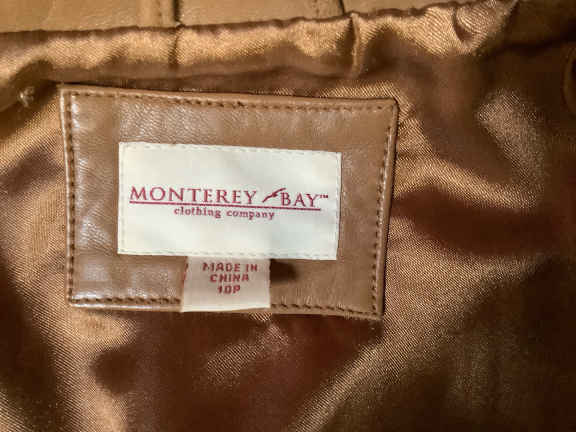 MONTEREY BAY™
clothing company
MADE IN
CHINA
10P